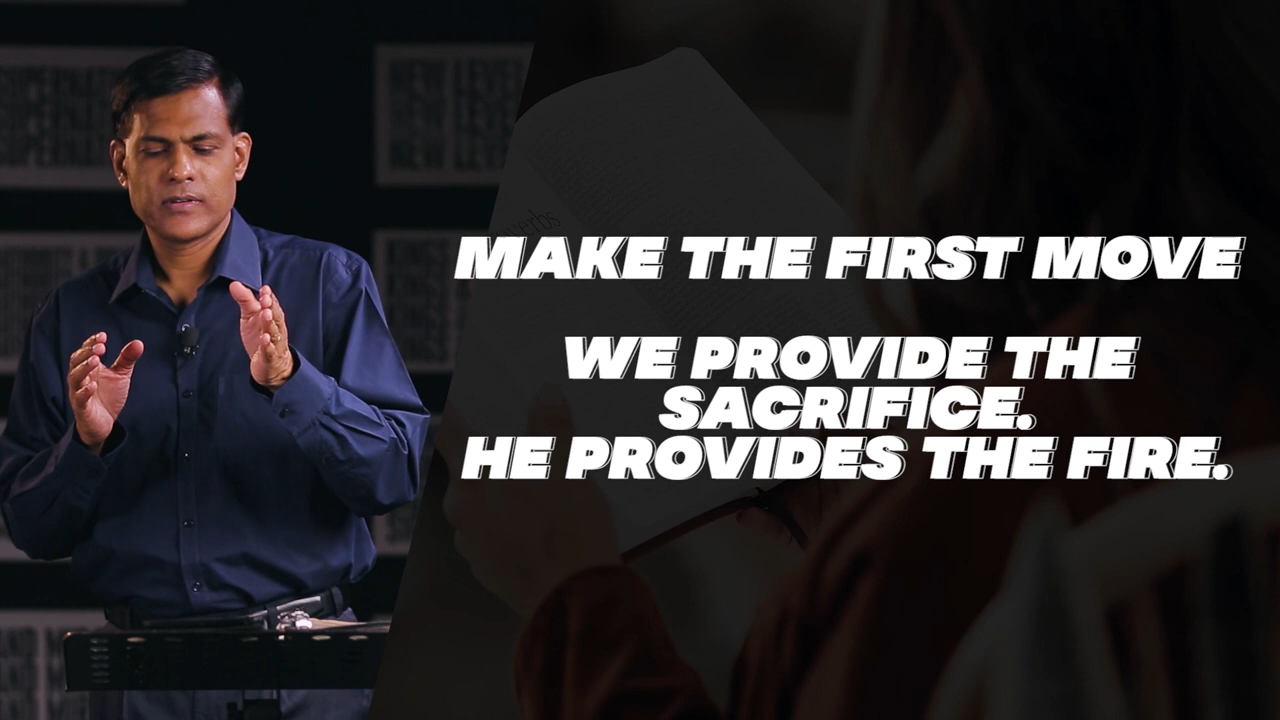 MAKE THE FIRST MOVE
WE PROVIDE THE
SACRIFICE.
HE PROVIDES THE FIRE.